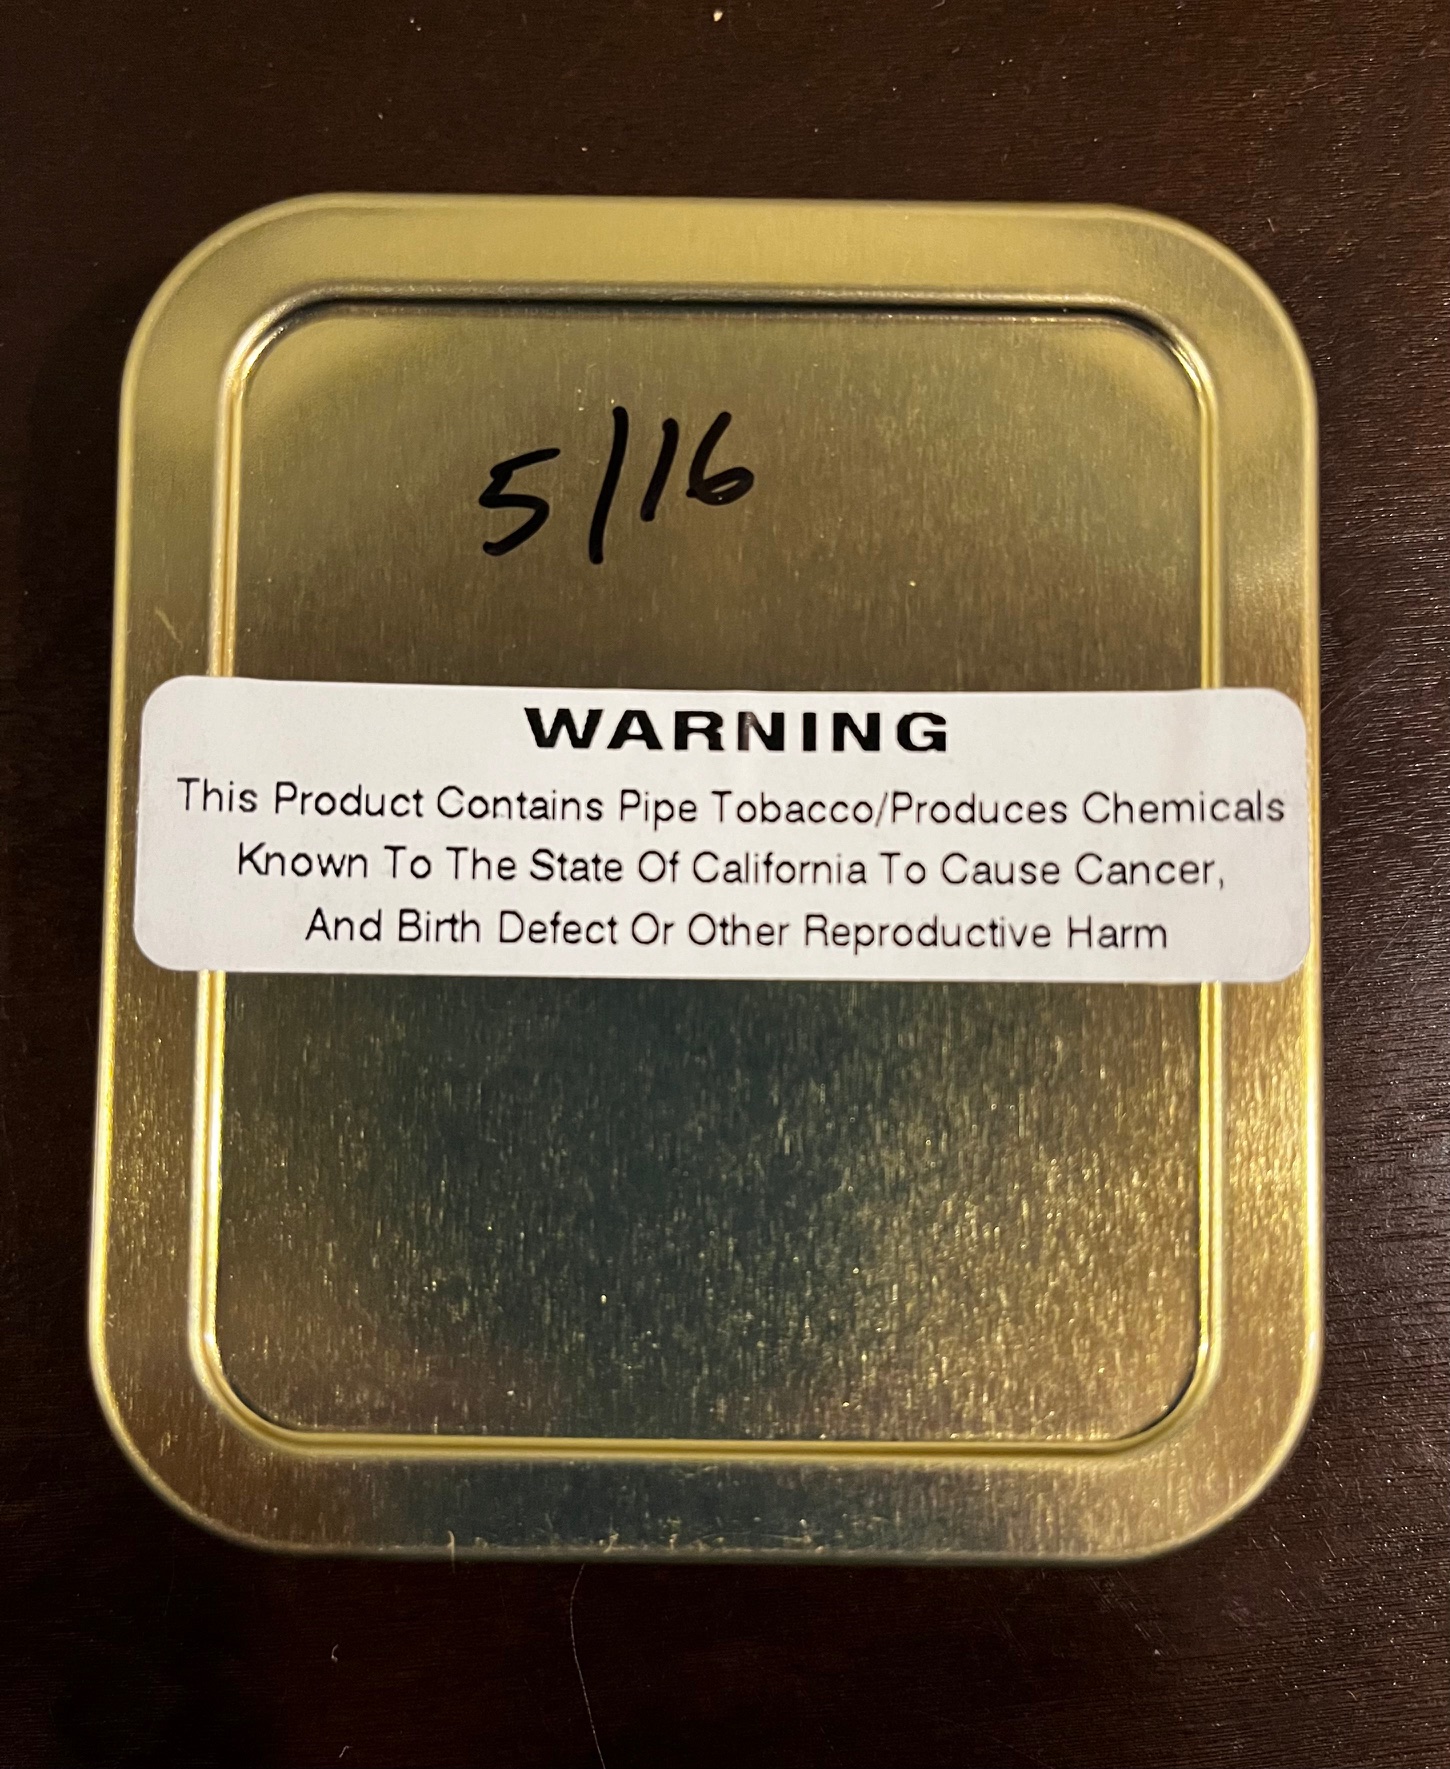 5/16
WARNING
This Product Contains Pipe Tobacco/Produces Chemicals
Known To The State Of California To Cause Cancer,
And Birth Defect Or Other Reproductive Harm